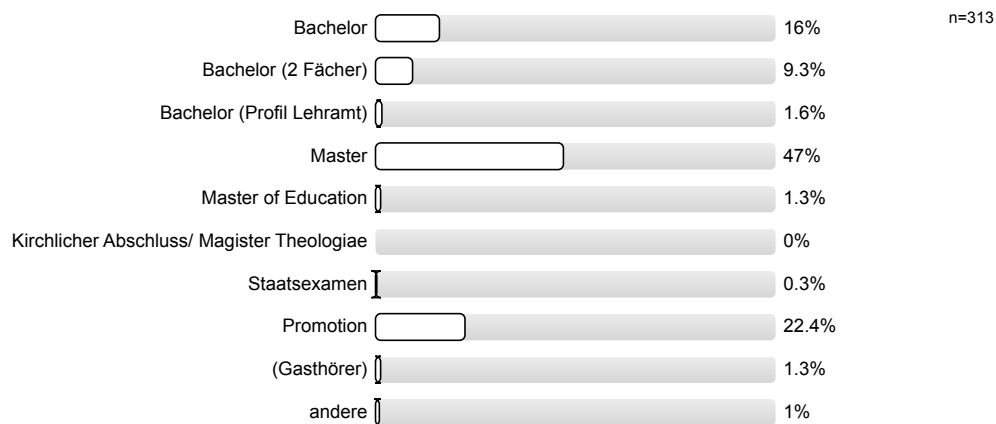 n=313
Bachelor 16%
Bachelor (2 Fächer) 9.3%
Bachelor (Profil Lehramt) 1.6%
Master 47%
Master of Education 1.3%
Kirchlicher Abschluss/ Magister Theologiae 0%
Staatsexamen 0.3%
Promotion 22.4%
(Gasthörer) 1.3%
andere 1%